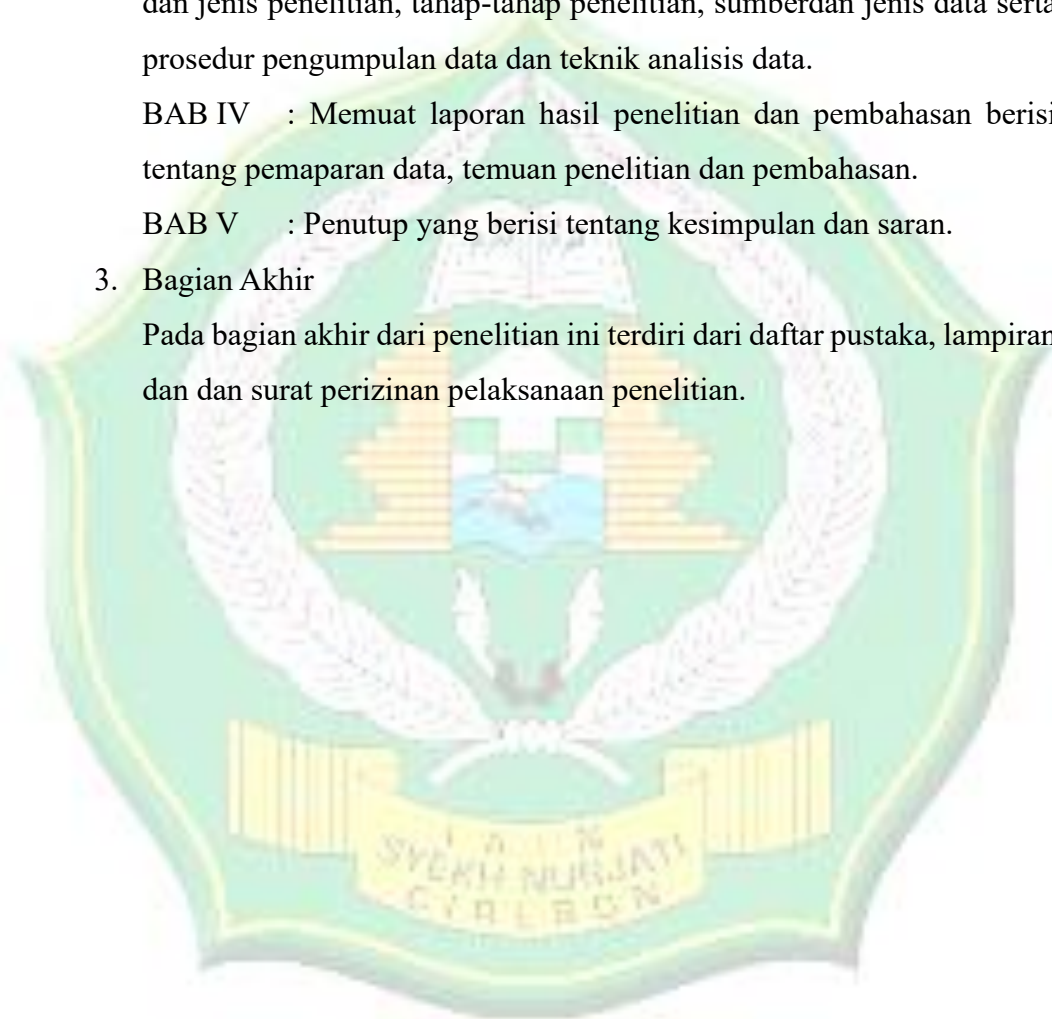 dan jenis penelitian, tahap-tahap penelitian, sumberdan jenis data serta
prosedur pengumpulan data dan teknik analisis data.
BAB IV : Memuat laporan hasil penelitian dan pembahasan berisi
tentang pemaparan data, temuan penelitian dan pembahasan.
BAB V : Penutup yang berisi tentang kesimpulan dan saran.
3. Bagian Akhir
Pada bagian akhir dari penelitian ini terdiri dari daftar pustaka, lampiran
dan dan surat perizinan pelaksanaan penelitian.
IAIN
SYEKH NURJATI
CIREBON